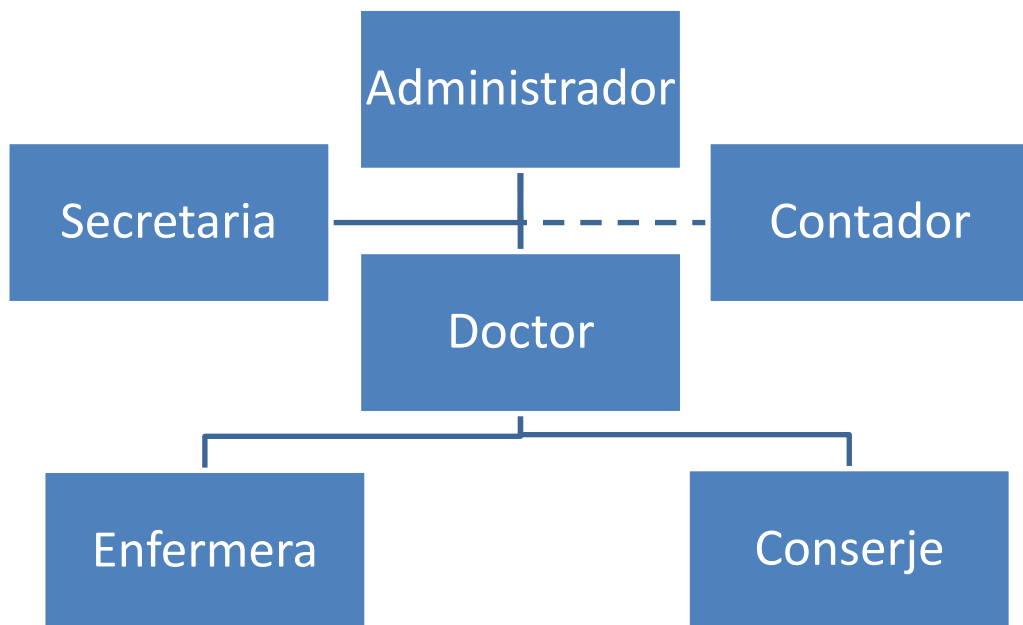 Administrador
Secretaria
Contador
Doctor
Enfermera
Conserje